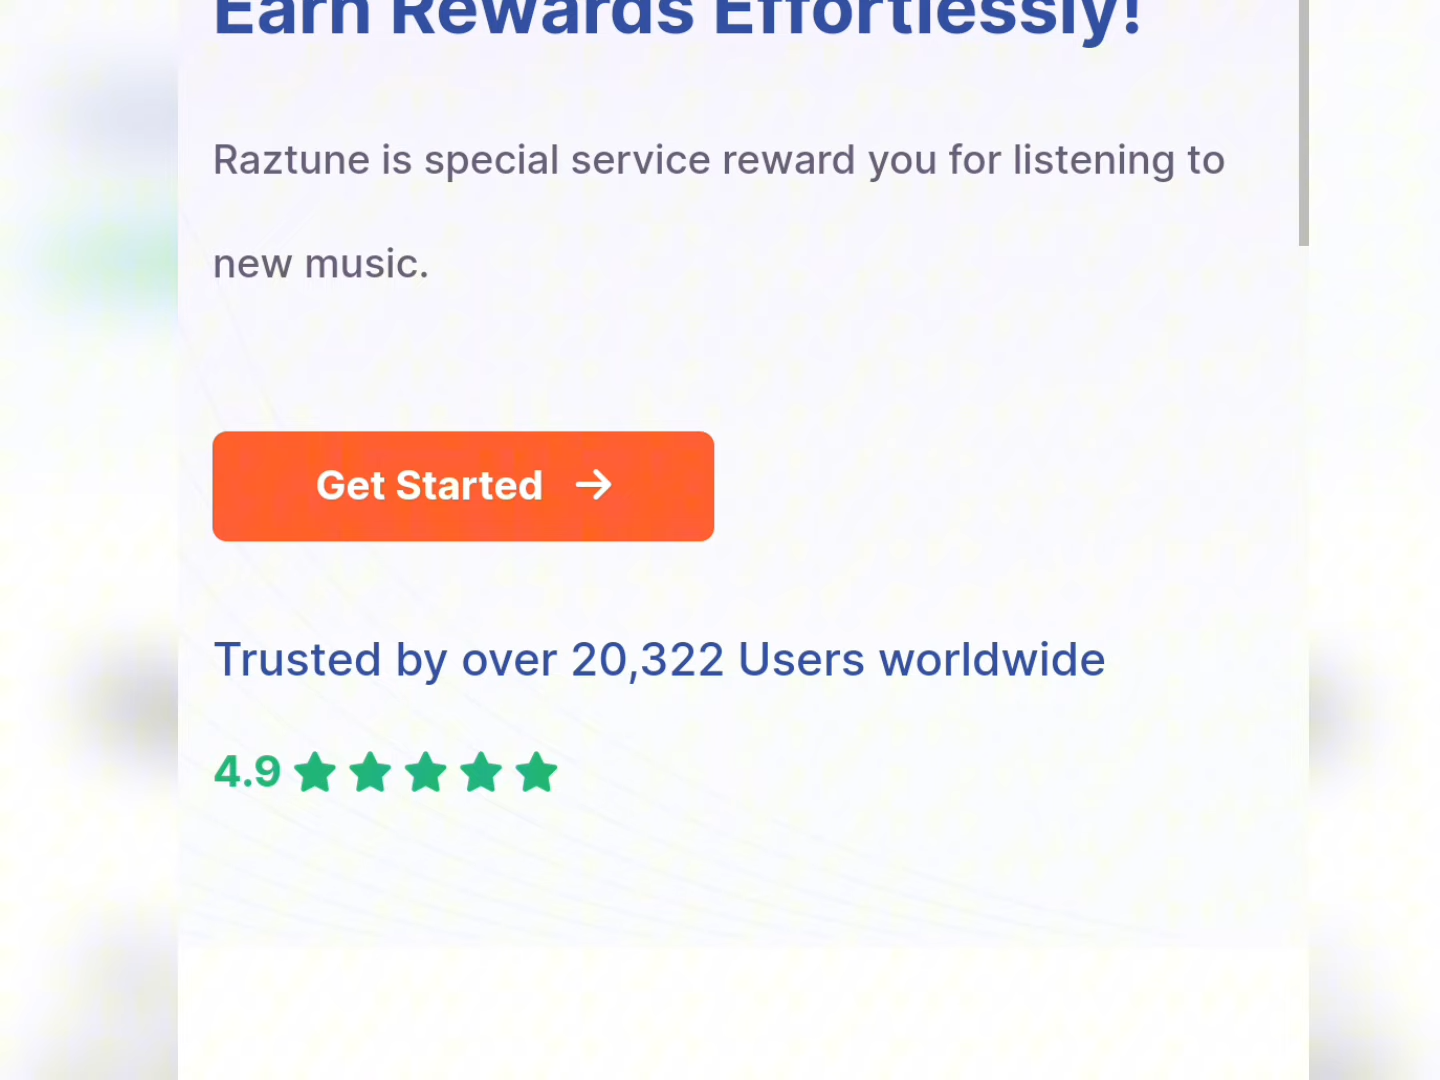 Earn Rewards Effortlessly!
Raztune is special service reward you for listening to
new music.
Get Started →
Trusted by over 20,322 Users worldwide
4.9